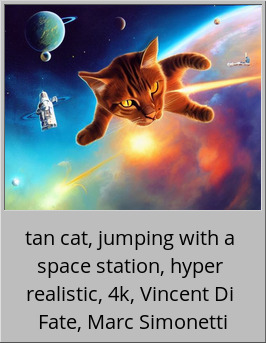 tan cat, jumping with a
space station, hyper
realistic, 4k, Vincent Di
Fate, Marc Simonetti